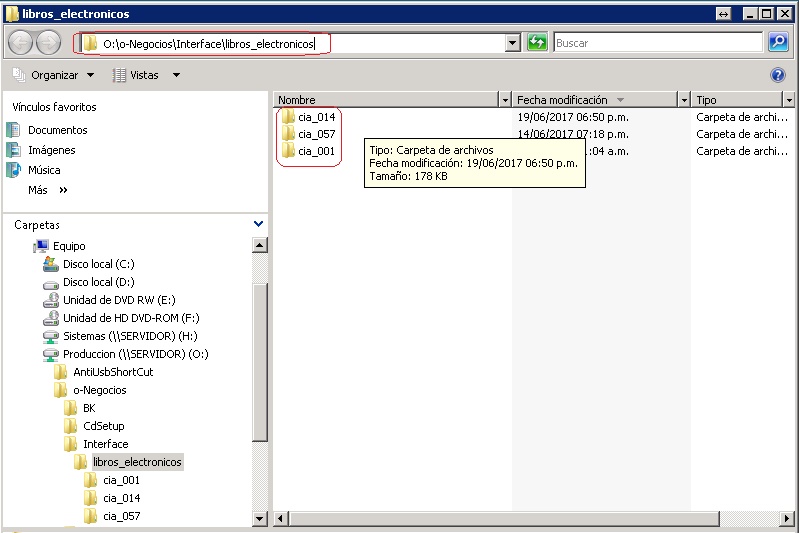 libros_electronicos
O:\o-Negocios\Interface\libros_electronicos
Buscar
Organizar
Vistas
Vínculos favoritos
Documentos
Imágenes
Música
Más »
Carpetas
Equipo
Disco local (C:)
Disco local (D:)
Unidad de DVD RW (E:)
Unidad de HD DVD-ROM (F:)
Sistemas (\\SERVIDOR) (H:)
Produccion (\\SERVIDOR) (O:)
AntiUsbShortCut
o-Negocios
BK
CdSetup
Interface
libros_electronicos
cia_001
cia_014
cia_057
Nombre Fecha modificación Tipo
cia_014 19/06/2017 06:50 p.m. Carpeta de archi...
cia_057 14/06/2017 07:18 p.m. Carpeta de archi...
cia_001 :04 a.m. Carpeta de archi...
Tipo: Carpeta de archivos
Fecha modificación: 19/06/2017 06:50 p.m.
Tamaño: 178 KB